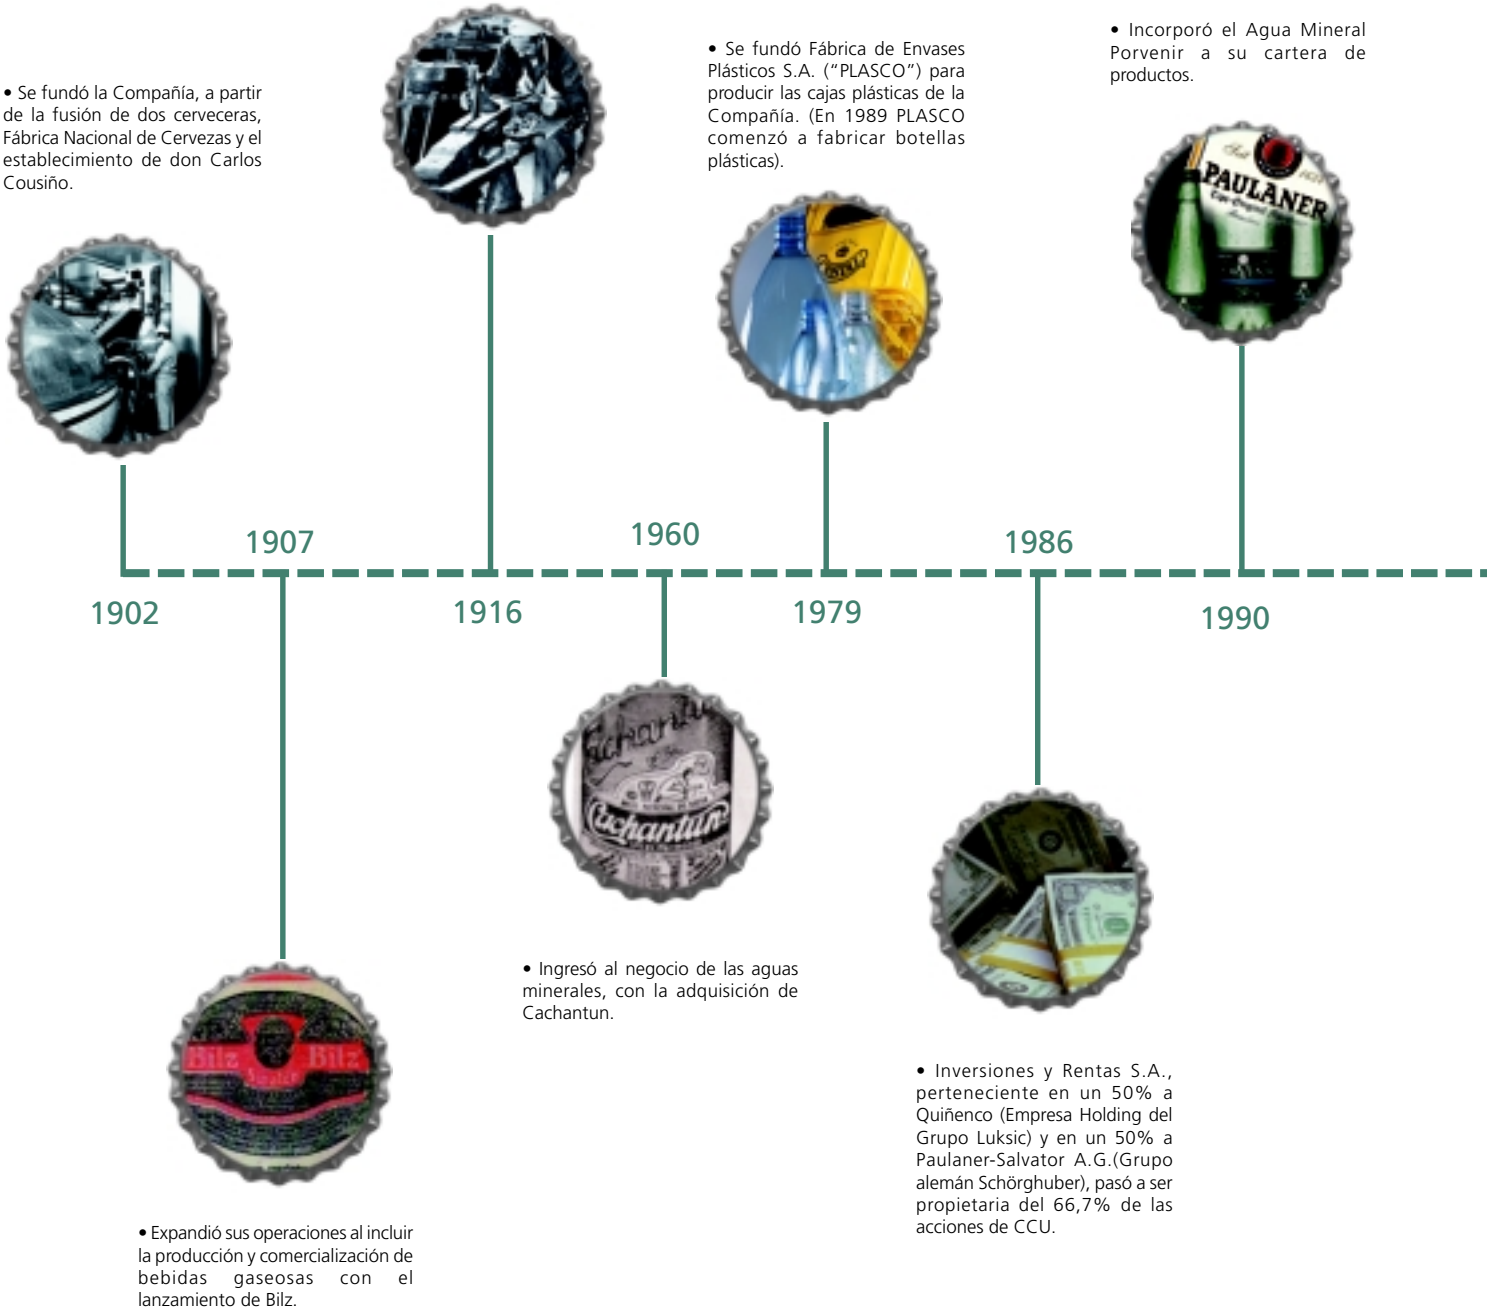 • Se fundó la Compañía, a partir
de la fusión de dos cerveceras,
Fábrica Nacional de Cervezas y el
establecimiento de don Carlos
Cousiño.
• Se fundó Fábrica de Envases
Plásticos S.A. (“PLASCO”) para
producir las cajas plásticas de la
Compañía. (En 1989 PLASCO
comenzó a fabricar botellas
plásticas).
• Incorporó el Agua Mineral
Porvenir a su cartera de
productos.
PAULANER
1907
1960
1986
1902
1916
1979
1990
Cachantun
• Ingresó al negocio de las aguas
minerales, con la adquisición de
Cachantun.
Bilz Bilz
• Inversiones y Rentas S.A.,
perteneciente en un 50% a
Quiñenco (Empresa Holding del
Grupo Luksic) y en un 50% a
Paulaner-Salvator A.G.(Grupo
alemán Schörghuber), pasó a ser
propietaria del 66,7% de las
acciones de CCU.
• Expandió sus operaciones al incluir
la producción y comercialización de
bebidas gaseosas con el
lanzamiento de Bilz.